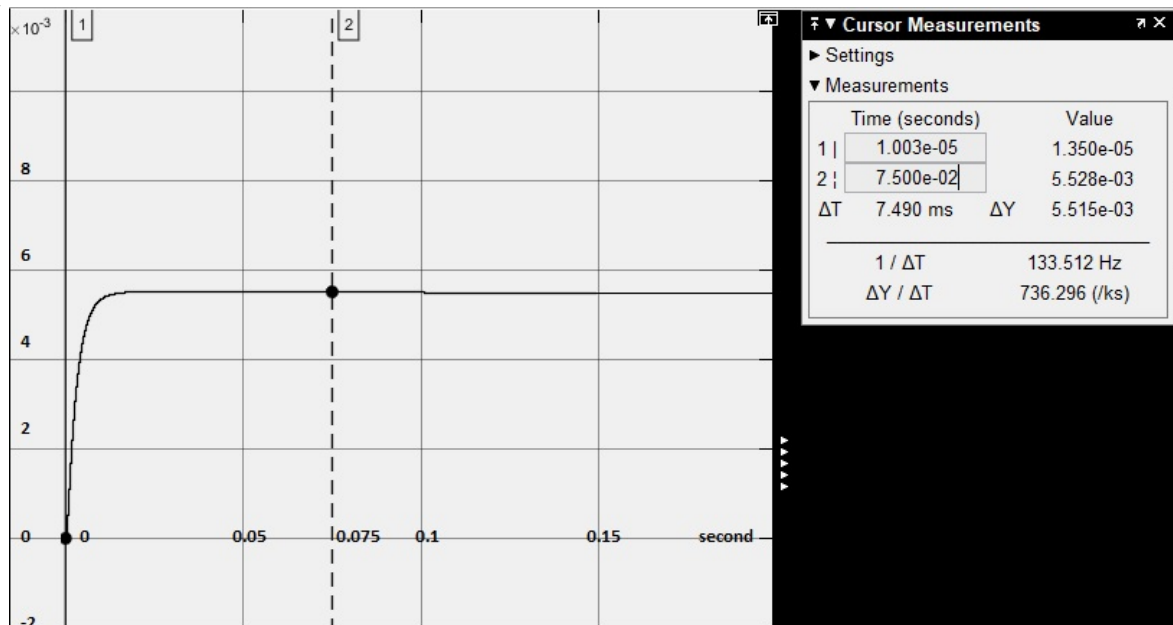 ×10⁻³
1
2
8
6
4
2
0
0 0.05 0.075 0.1 0.15 second
-2
Cursor Measurements
Settings
Measurements
Time (seconds) Value
1 | 1.003e-05 1.350e-05
2 ¦ 7.500e-02 5.528e-03
ΔT 7.490 ms ΔY 5.515e-03
1 / ΔT 133.512 Hz
ΔY / ΔT 736.296 (/ks)